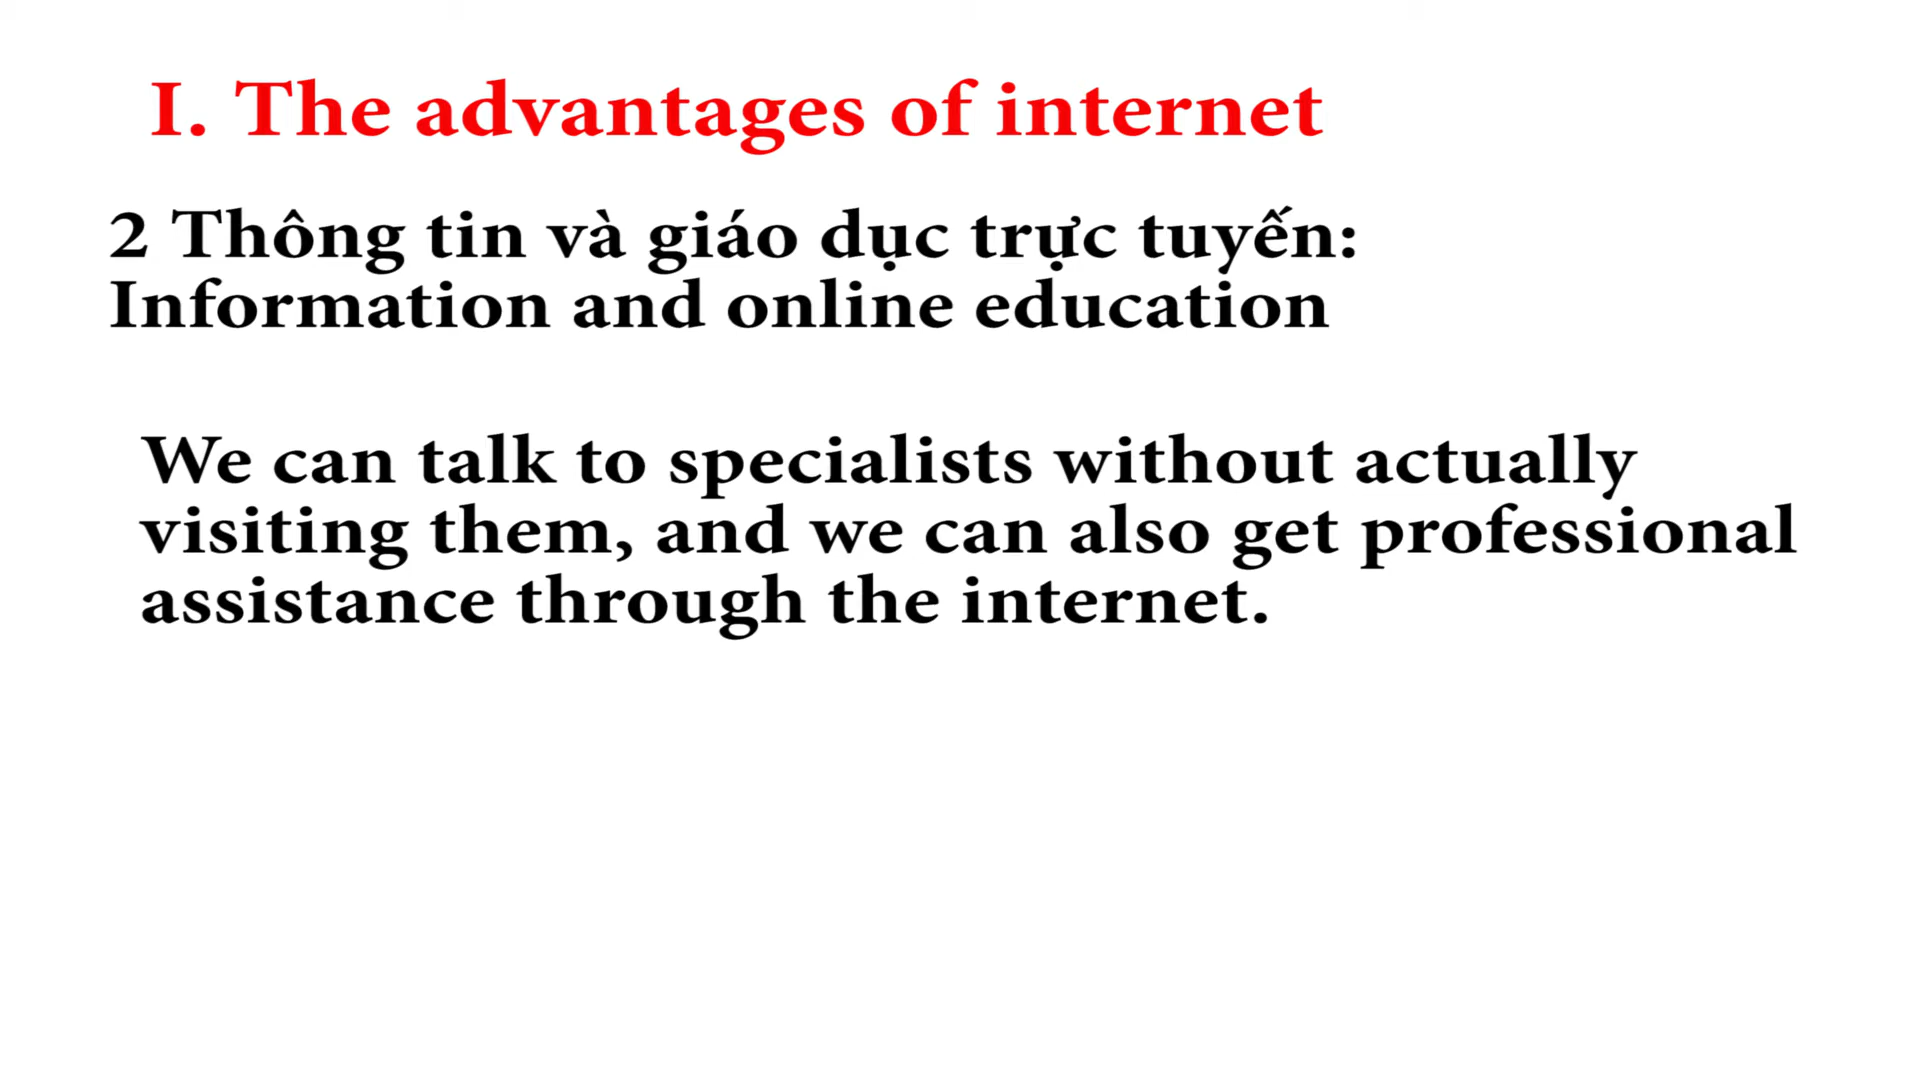 I. The advantages of internet
2 Thông tin và giáo dục trực tuyến:
Information and online education
We can talk to specialists without actually
visiting them, and we can also get professional
assistance through the internet.